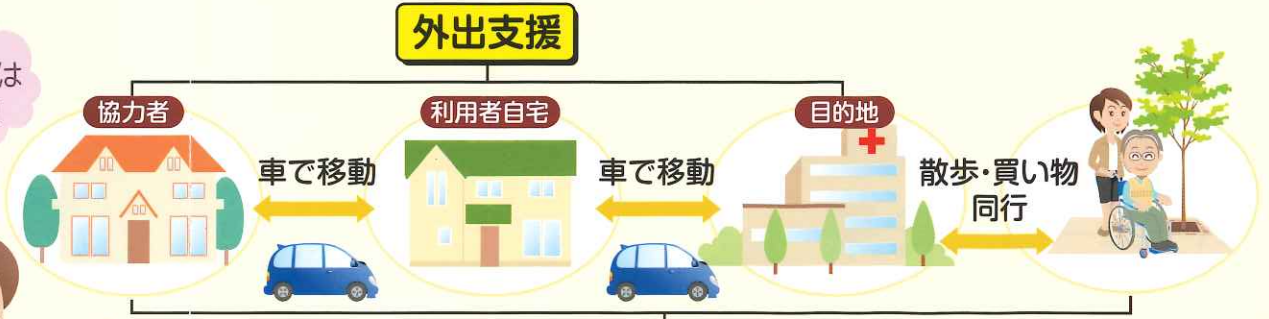 外出支援
は
協力者
利用者自宅
目的地
車で移動
車で移動
散歩・買い物
同行